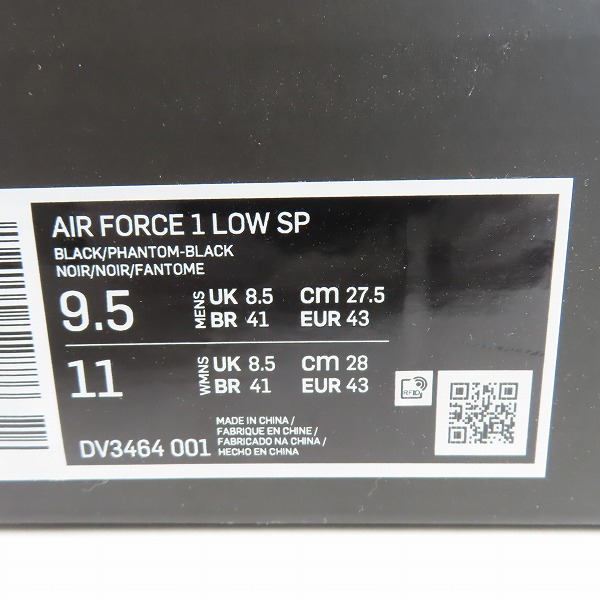 AIR FORCE 1 LOW SP
BLACK/PHANTOM-BLACK
NOIR/NOIR/FANTOME
9.5 MENS UK 8.5 cm 27.5
BR 41 EUR 43
11 WMNS UK 8.5 cm 28
BR 41 EUR 43
RFID
MADE IN CHINA /
FABRIQUE EN CHINE /
FABRICADO NA CHINA /
HECHO EN CHINA
DV3464 001